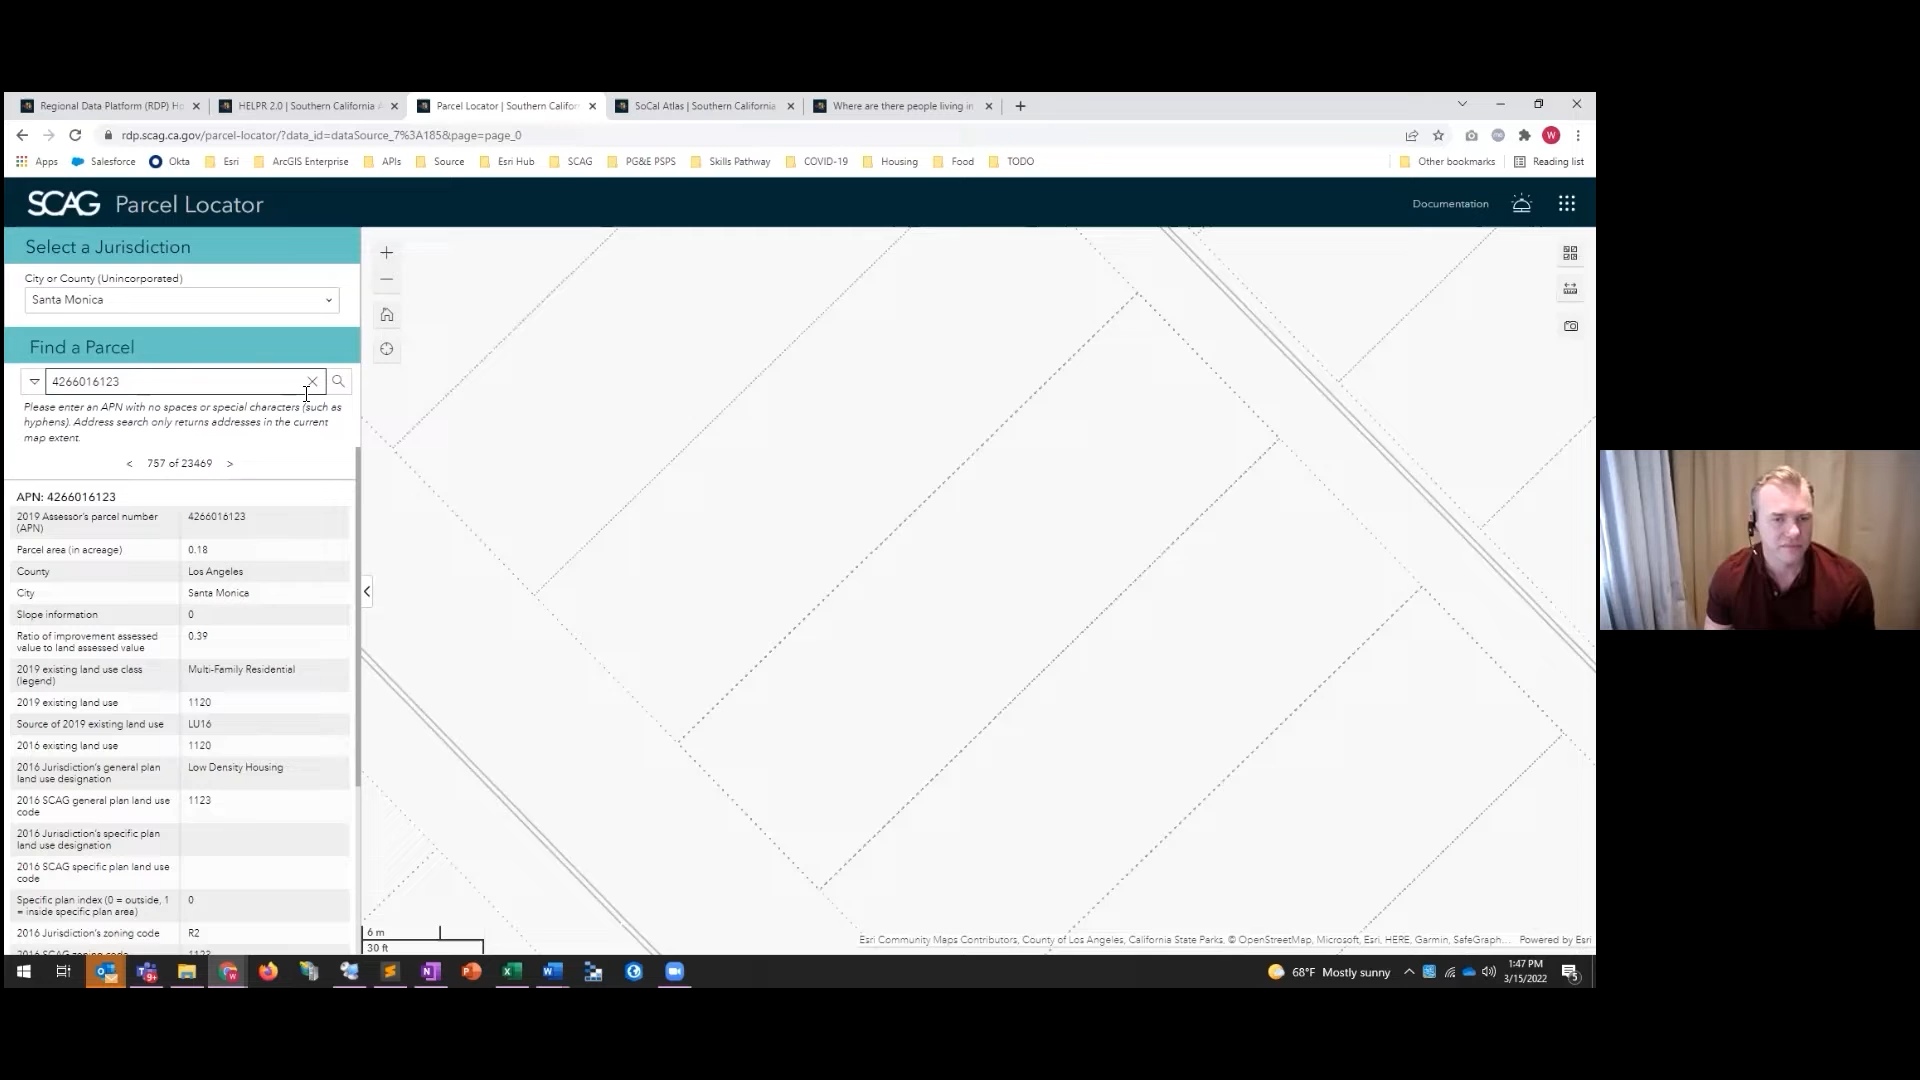 Regional Data Platform (RDP) Ho
HELPR 2.0 | Southern California A
Parcel Locator | Southern Califor
SoCal Atlas | Southern California
Where are there people living in
rdp.scag.ca.gov/parcel-locator/?data_id=dataSource_7%3A1858&page=page_0
W
Apps
Salesforce
Okta
Esri
ArcGIS Enterprise
APIs
Source
Esri Hub
SCAG
PG&E PSPS
Skills Pathway
COVID-19
Housing
Food
TODO
Other bookmarks
Reading list
SCAG Parcel Locator
Documentation
Select a Jurisdiction
City or County (Unincorporated)
Santa Monica
Find a Parcel
4266016123
Please enter an APN with no spaces or special characters (such as
hyphens). Address search only returns addresses in the current
map extent.
< 757 of 23469 >
APN: 4266016123
2019 Assessor's parcel number
(APN)
4266016123
Parcel area (in acreage)
0.18
County
Los Angeles
City
Santa Monica
Slope information
0
Ratio of improvement assessed
value to land assessed value
0.39
2019 existing land use class
(legend)
Multi-Family Residential
2019 existing land use
1120
Source of 2019 existing land use
LU16
2016 existing land use
1120
2016 Jurisdiction's general plan
land use designation
Low Density Housing
2016 SCAG general plan land use
code
1123
2016 Jurisdiction's specific plan
land use designation
2016 SCAG specific plan land use
code
Specific plan index (0 = outside, 1
= inside specific plan area)
0
2016 Jurisdiction's zoning code
R2
2016 SCAG zoning code
1123
6 m
30 ft
Esri Community Maps Contributors, County of Los Angeles, California State Parks, © OpenStreetMap, Microsoft, Esri, HERE, Garmin, SafeGraph...
Powered by Esri
68°F Mostly sunny
1:47 PM
3/15/2022
5